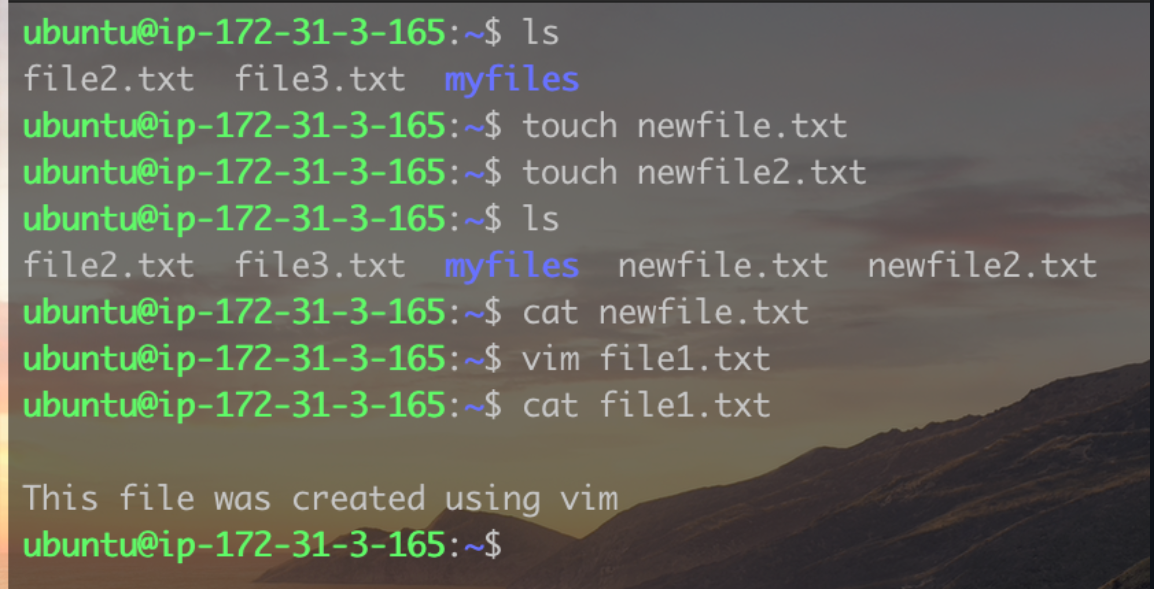 ubuntu@ip-172-31-3-165:~$ ls
file2.txt  file3.txt  myfiles
ubuntu@ip-172-31-3-165:~$ touch newfile.txt
ubuntu@ip-172-31-3-165:~$ touch newfile2.txt
ubuntu@ip-172-31-3-165:~$ ls
file2.txt  file3.txt  myfiles  newfile.txt  newfile2.txt
ubuntu@ip-172-31-3-165:~$ cat newfile.txt
ubuntu@ip-172-31-3-165:~$ vim file1.txt
ubuntu@ip-172-31-3-165:~$ cat file1.txt

This file was created using vim
ubuntu@ip-172-31-3-165:~$